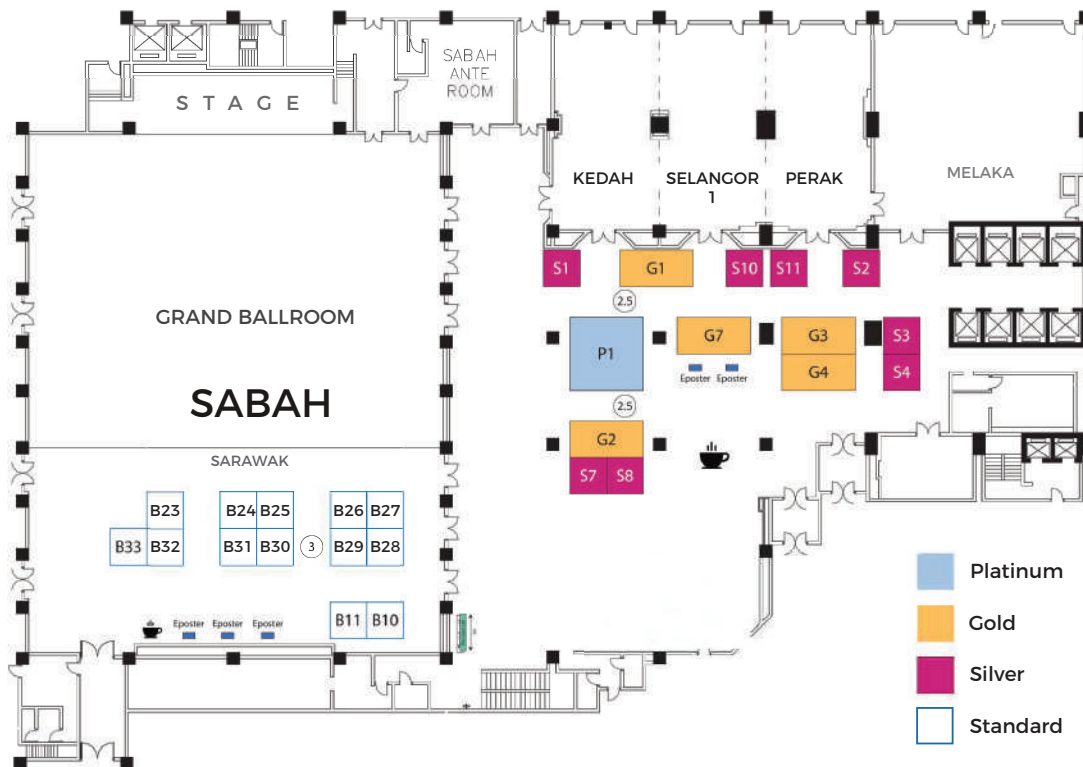 SABAH
ANTE
ROOM
STAGE
KEDAH
SELANGOR
1
PERAK
MELAKA
S1
G1
S10
S11
S2
2.5
GRAND BALLROOM
P1
G7
G3
S3
Eposter
Eposter
G4
S4
SABAH
2.5
G2
SARAWAK
S7
S8
B23
B24
B25
B26
B27
B33
B32
B31
B30
3
B29
B28
Platinum
B11
B10
Gold
Eposter
Eposter
Eposter
Silver
Standard